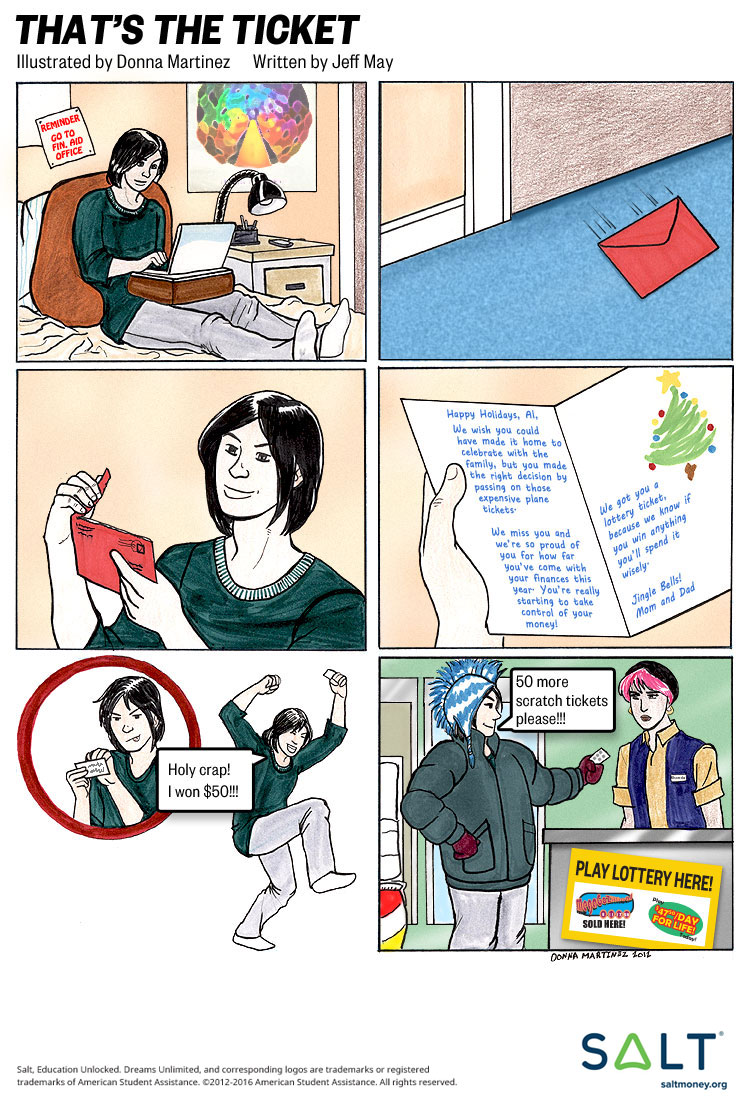 THAT'S THE TICKET
Illustrated by Donna Martinez Written by Jeff May
REMINDER
GO TO
FIN. AID
OFFICE
Happy Holidays, Al,
We wish you could
have made it home to
celebrate with the
family, but you made
the right decision by
passing on those
expensive plane
tickets.
We miss you and
we're so proud of
you for how far
you've come with
your finances this
year. You're really
starting to take
control of your
money!
We got you a
lottery ticket,
because we know if
you win anything
you'll spend it
wisely.
Jingle Bells!
Mom and Dad
Holy crap!
I won $50!!!
50 more
scratch tickets
please!!!
PLAY LOTTERY HERE!
SOLD HERE!
Play
/DAY
FOR LIFE!
Today!
DONNA MARTINEZ 2012
SALT®
saltmoney.org
Salt, Education Unlocked. Dreams Unlimited, and corresponding logos are trademarks or registered
trademarks of American Student Assistance. ©2012-2016 American Student Assistance. All rights reserved.